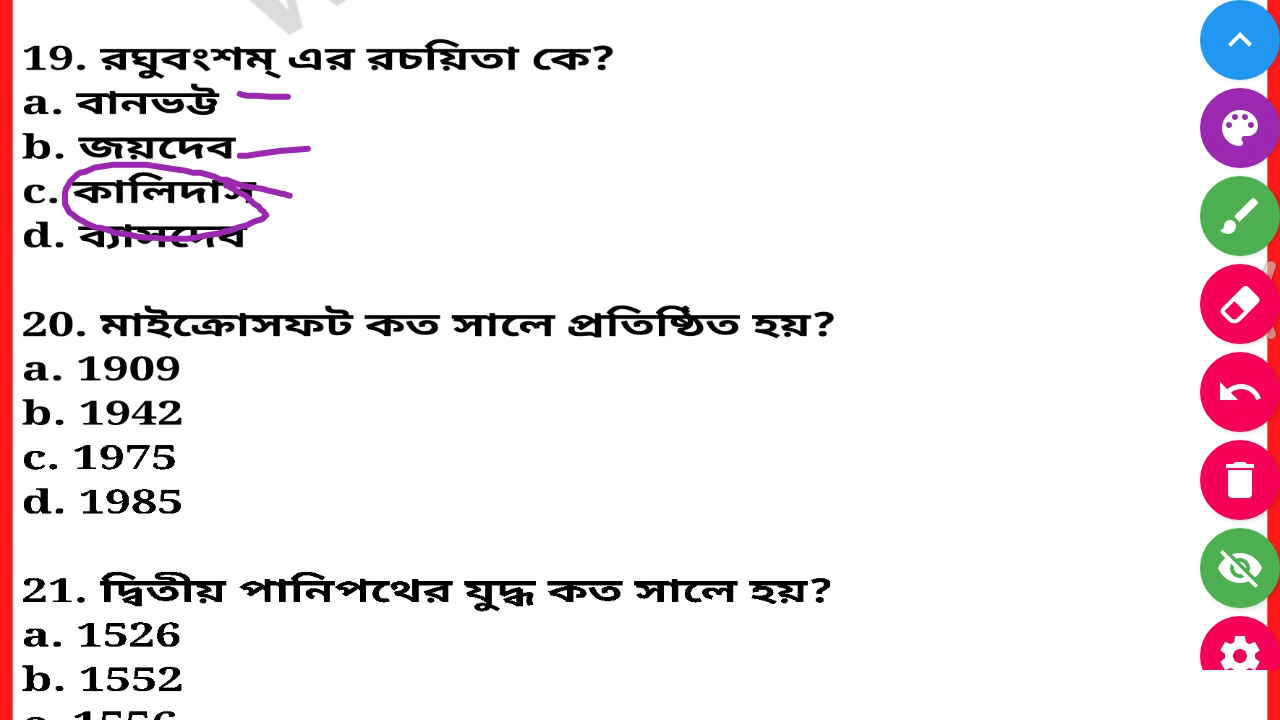 19. রঘুবংশম্ এর রচয়িতা কে?
a. বানভট্ট
b. জয়দেব
c. কালিদাস
d. ব্যাসদেব
20. মাইক্রোসফট কত সালে প্রতিষ্ঠিত হয়?
a. 1909
b. 1942
c. 1975
d. 1985
21. দ্বিতীয় পানিপথের যুদ্ধ কত সালে হয়?
a. 1526
b. 1552
c. 1556